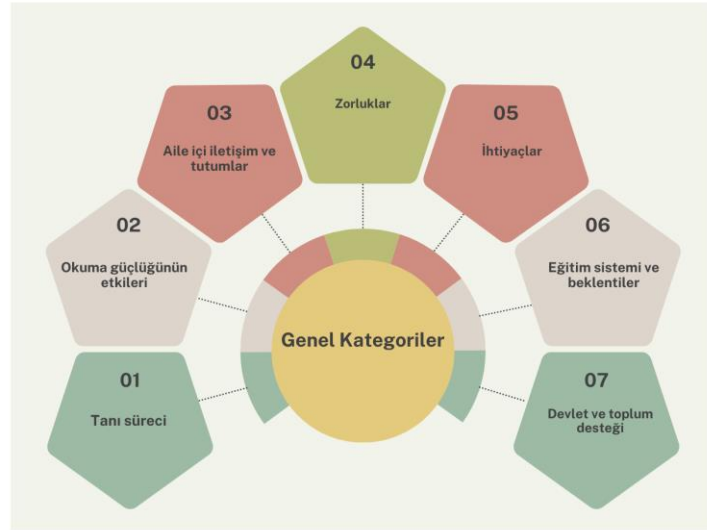 04
Zorluklar
03
Aile içi iletişim ve
tutumlar
05
İhtiyaçlar
02
Okuma güçlüğünün
etkileri
06
Eğitim sistemi ve
beklentiler
Genel Kategoriler
01
Tanı süreci
07
Devlet ve toplum
desteği